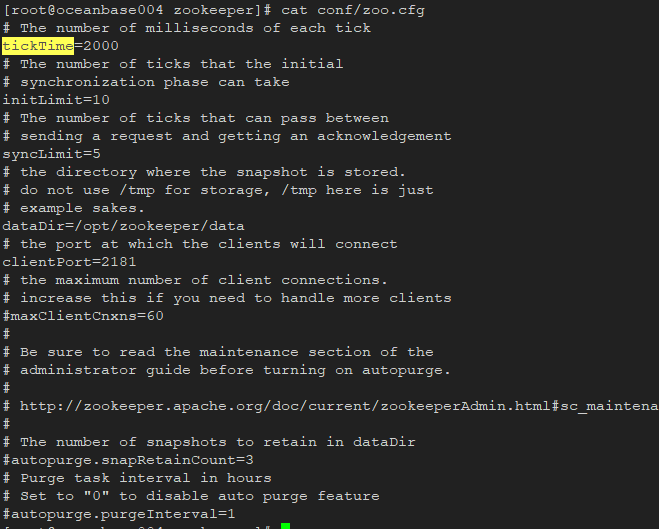 [root@oceanbase004 zookeeper]# cat conf/zoo.cfg
# The number of milliseconds of each tick
tickTime=2000
# The number of ticks that the initial
# synchronization phase can take
initLimit=10
# The number of ticks that can pass between
# sending a request and getting an acknowledgement
syncLimit=5
# the directory where the snapshot is stored.
# do not use /tmp for storage, /tmp here is just
# example sakes.
dataDir=/opt/zookeeper/data
# the port at which the clients will connect
clientPort=2181
# the maximum number of client connections.
# increase this if you need to handle more clients
#maxClientCnxns=60
#
# Be sure to read the maintenance section of the
# administrator guide before turning on autopurge.
#
# http://zookeeper.apache.org/doc/current/zookeeperAdmin.html#sc_maintena
#
# The number of snapshots to retain in dataDir
#autopurge.snapRetainCount=3
# Purge task interval in hours
# Set to "0" to disable auto purge feature
#autopurge.purgeInterval=1